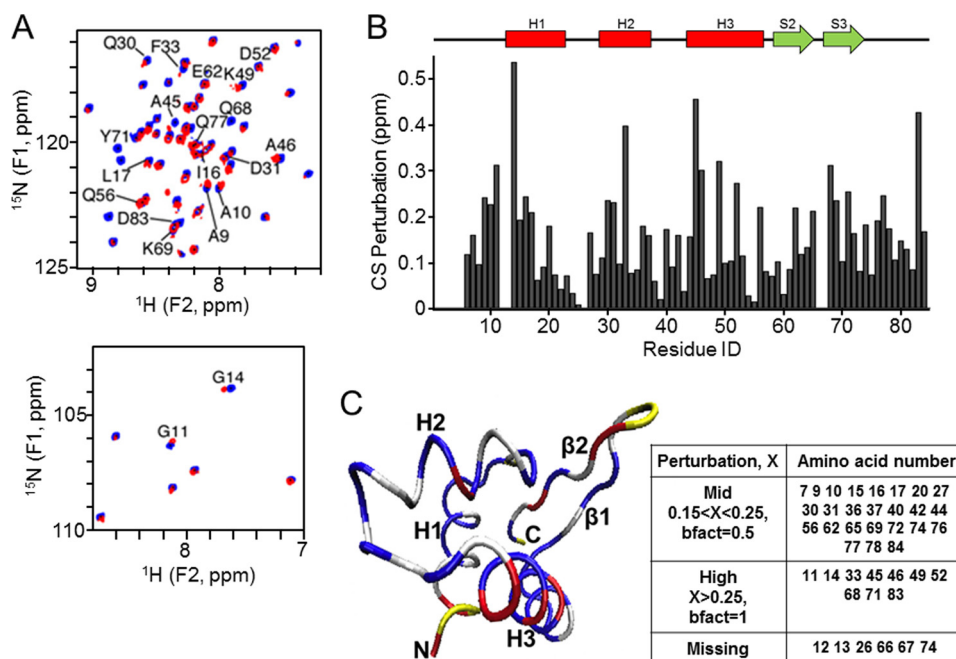 A
Q30
F33
D52
E62
K49
A45
Q68
Q77
A46
Y71
I16
D31
L17
Q56
A10
D83
A9
K69
120
125
15N (F1, ppm)
9
8
1H (F2, ppm)
G14
G11
105
110
15N (F1, ppm)
8
7
1H (F2, ppm)
B
H1
H2
H3
S2
S3
0.5
0.4
0.3
0.2
0.1
0
CS Perturbation (ppm)
10 20 30 40 50 60 70 80
Residue ID
C
H2
β2
H1
C
β1
N
H3
Perturbation, X
Amino acid number
Mid
0.15<X<0.25,
bfact=0.5
7 9 10 15 16 17 20 27
30 31 36 37 40 42 44
56 62 65 69 72 74 76
77 78 84
High
X>0.25,
bfact=1
11 14 33 45 46 49 52
68 71 83
Missing
12 13 26 66 67 74